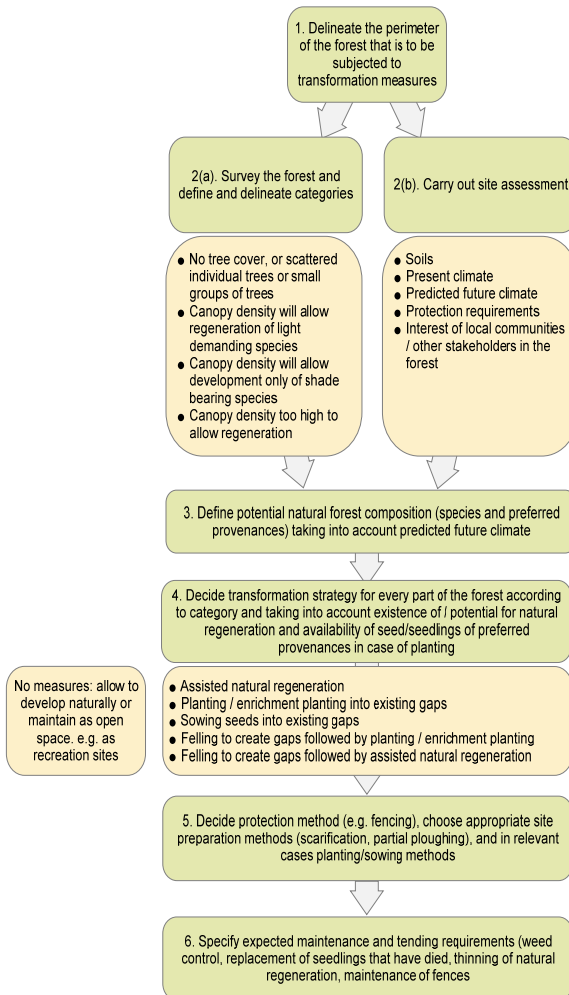 1. Delineate the perimeter
of the forest that is to be
subjected to
transformation measures
2(a). Survey the forest and
define and delineate categories
2(b). Carry out site assessment
● No tree cover, or scattered
individual trees or small
groups of trees
● Canopy density will allow
regeneration of light
demanding species
● Canopy density will allow
development only of shade
bearing species
● Canopy density too high to
allow regeneration
● Soils
● Present climate
● Predicted future climate
● Protection requirements
● Interest of local communities
/ other stakeholders in the
forest
3. Define potential natural forest composition (species and preferred
provenances) taking into account predicted future climate
4. Decide transformation strategy for every part of the forest according
to category and taking into account existence of / potential for natural
regeneration and availability of seed/seedlings of preferred
provenances in case of planting
No measures: allow to
develop naturally or
maintain as open
space. e.g. as
recreation sites
● Assisted natural regeneration
● Planting / enrichment planting into existing gaps
● Sowing seeds into existing gaps
● Felling to create gaps followed by planting / enrichment planting
● Felling to create gaps followed by assisted natural regeneration
5. Decide protection method (e.g. fencing), choose appropriate site
preparation methods (scarification, partial ploughing), and in relevant
cases planting/sowing methods
6. Specify expected maintenance and tending requirements (weed
control, replacement of seedlings that have died, thinning of natural
regeneration, maintenance of fences